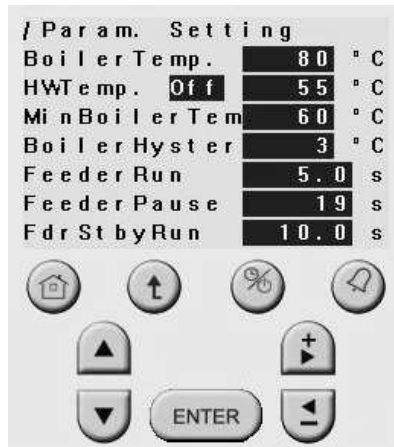 / Param. Setting
BoilerTemp. 80 °C
HWTemp. Off 55 °C
MinBoilerTem 60 °C
BoilerHyster 3 °C
FeederRun 5.0 s
FeederPause 19 s
FdrStbyRun 10.0 s
ENTER